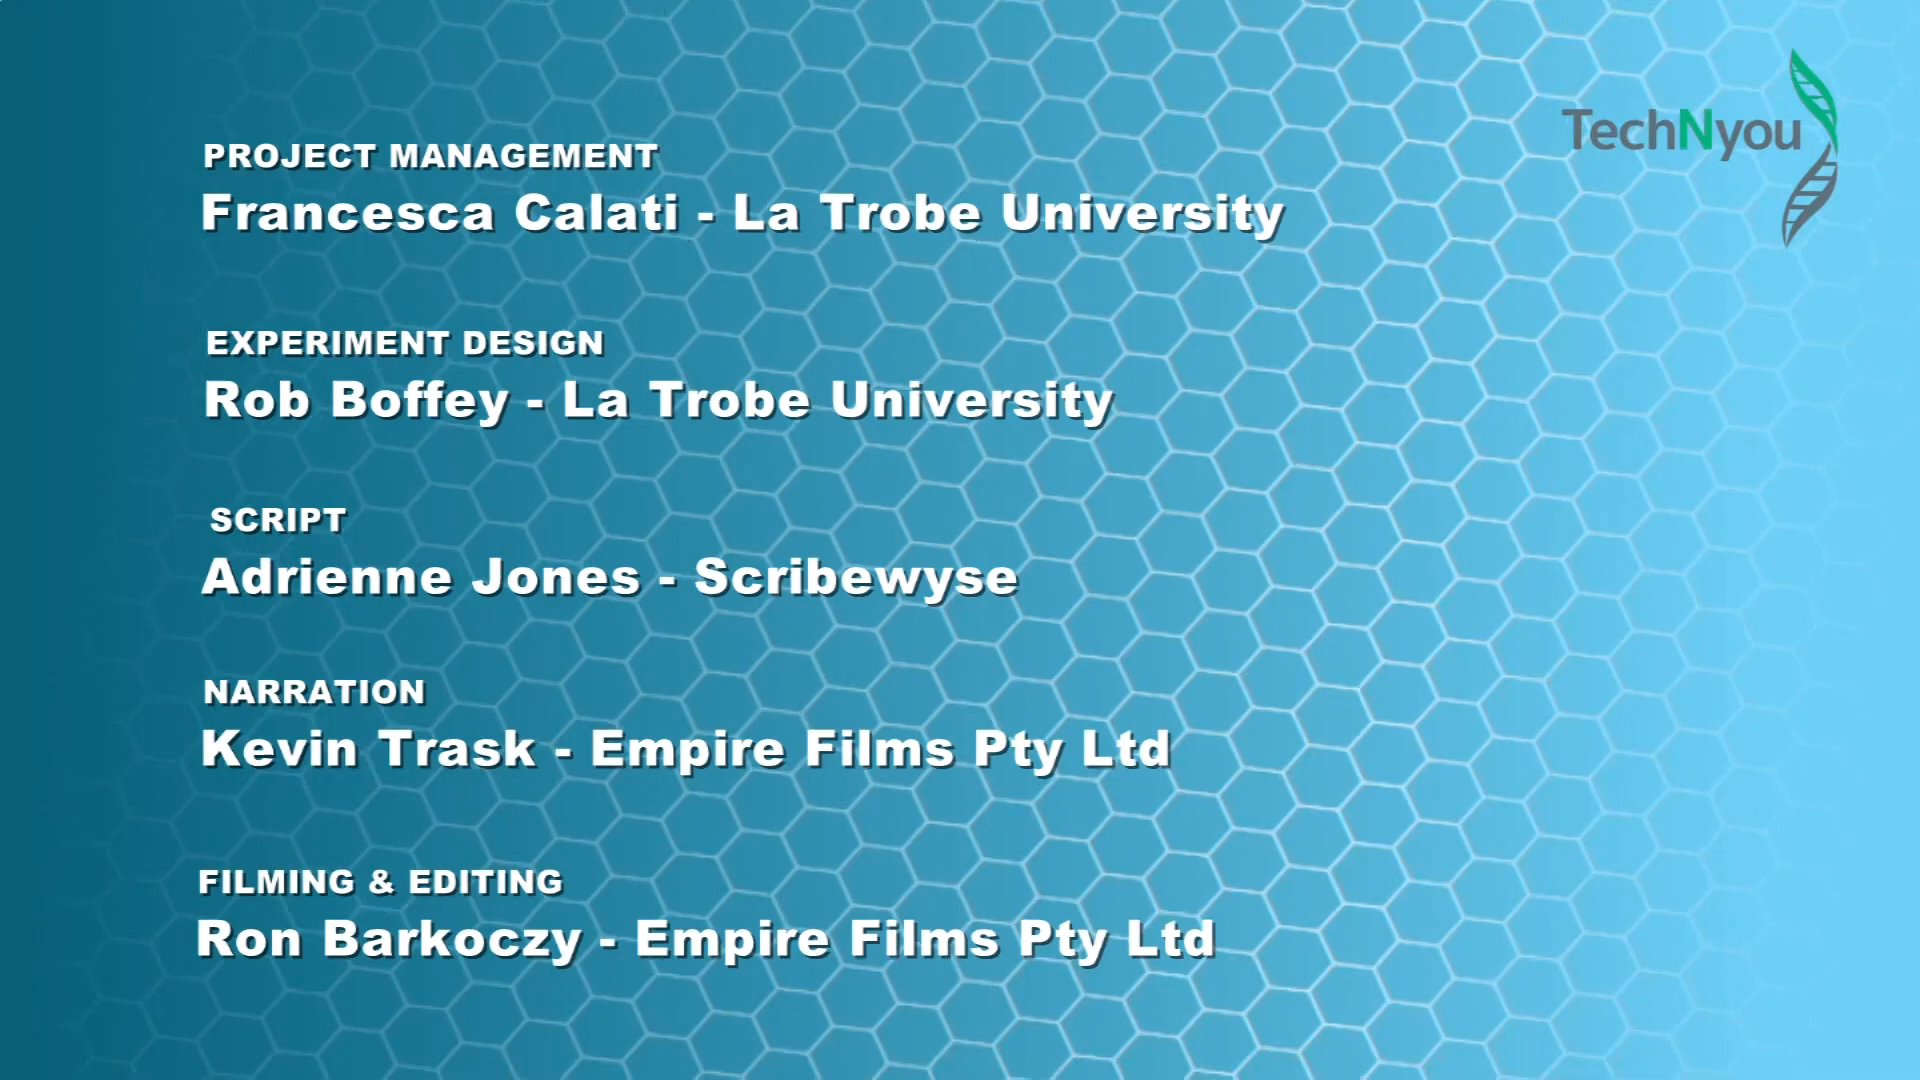 TechNyou
PROJECT MANAGEMENT
Francesca Calati - La Trobe University
EXPERIMENT DESIGN
Rob Boffey - La Trobe University
SCRIPT
Adrienne Jones - Scribewyse
NARRATION
Kevin Trask - Empire Films Pty Ltd
FILMING & EDITING
Ron Barkoczy - Empire Films Pty Ltd